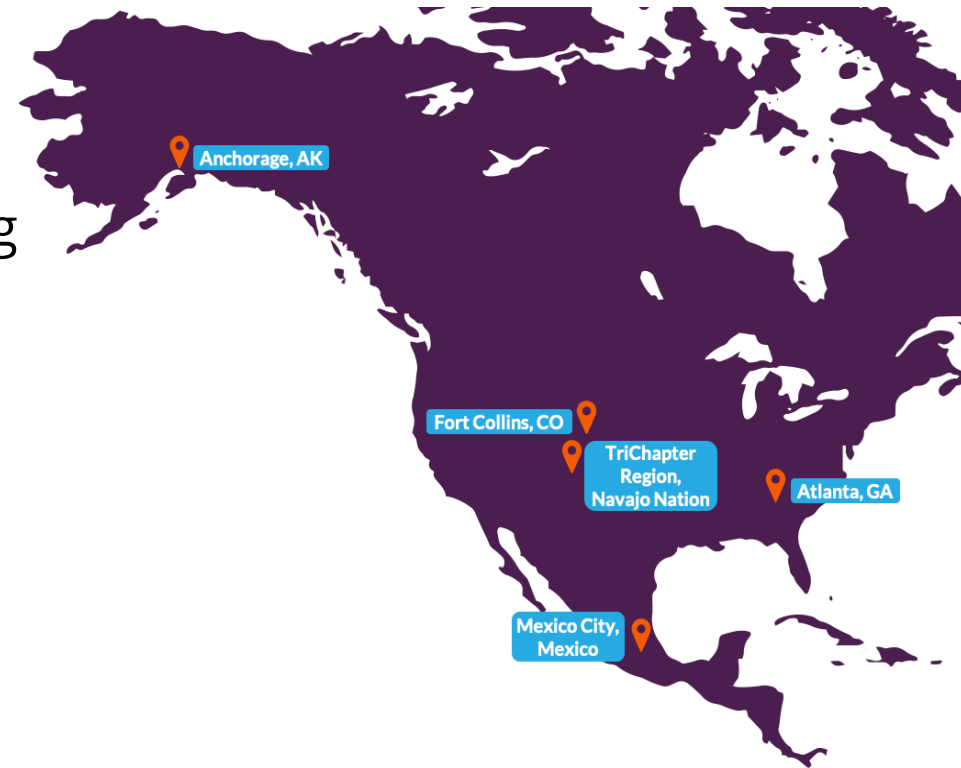 Anchorage, AK
g
Fort Collins, CO
TriChapter
Region,
Navajo Nation
Atlanta, GA
Mexico City,
Mexico